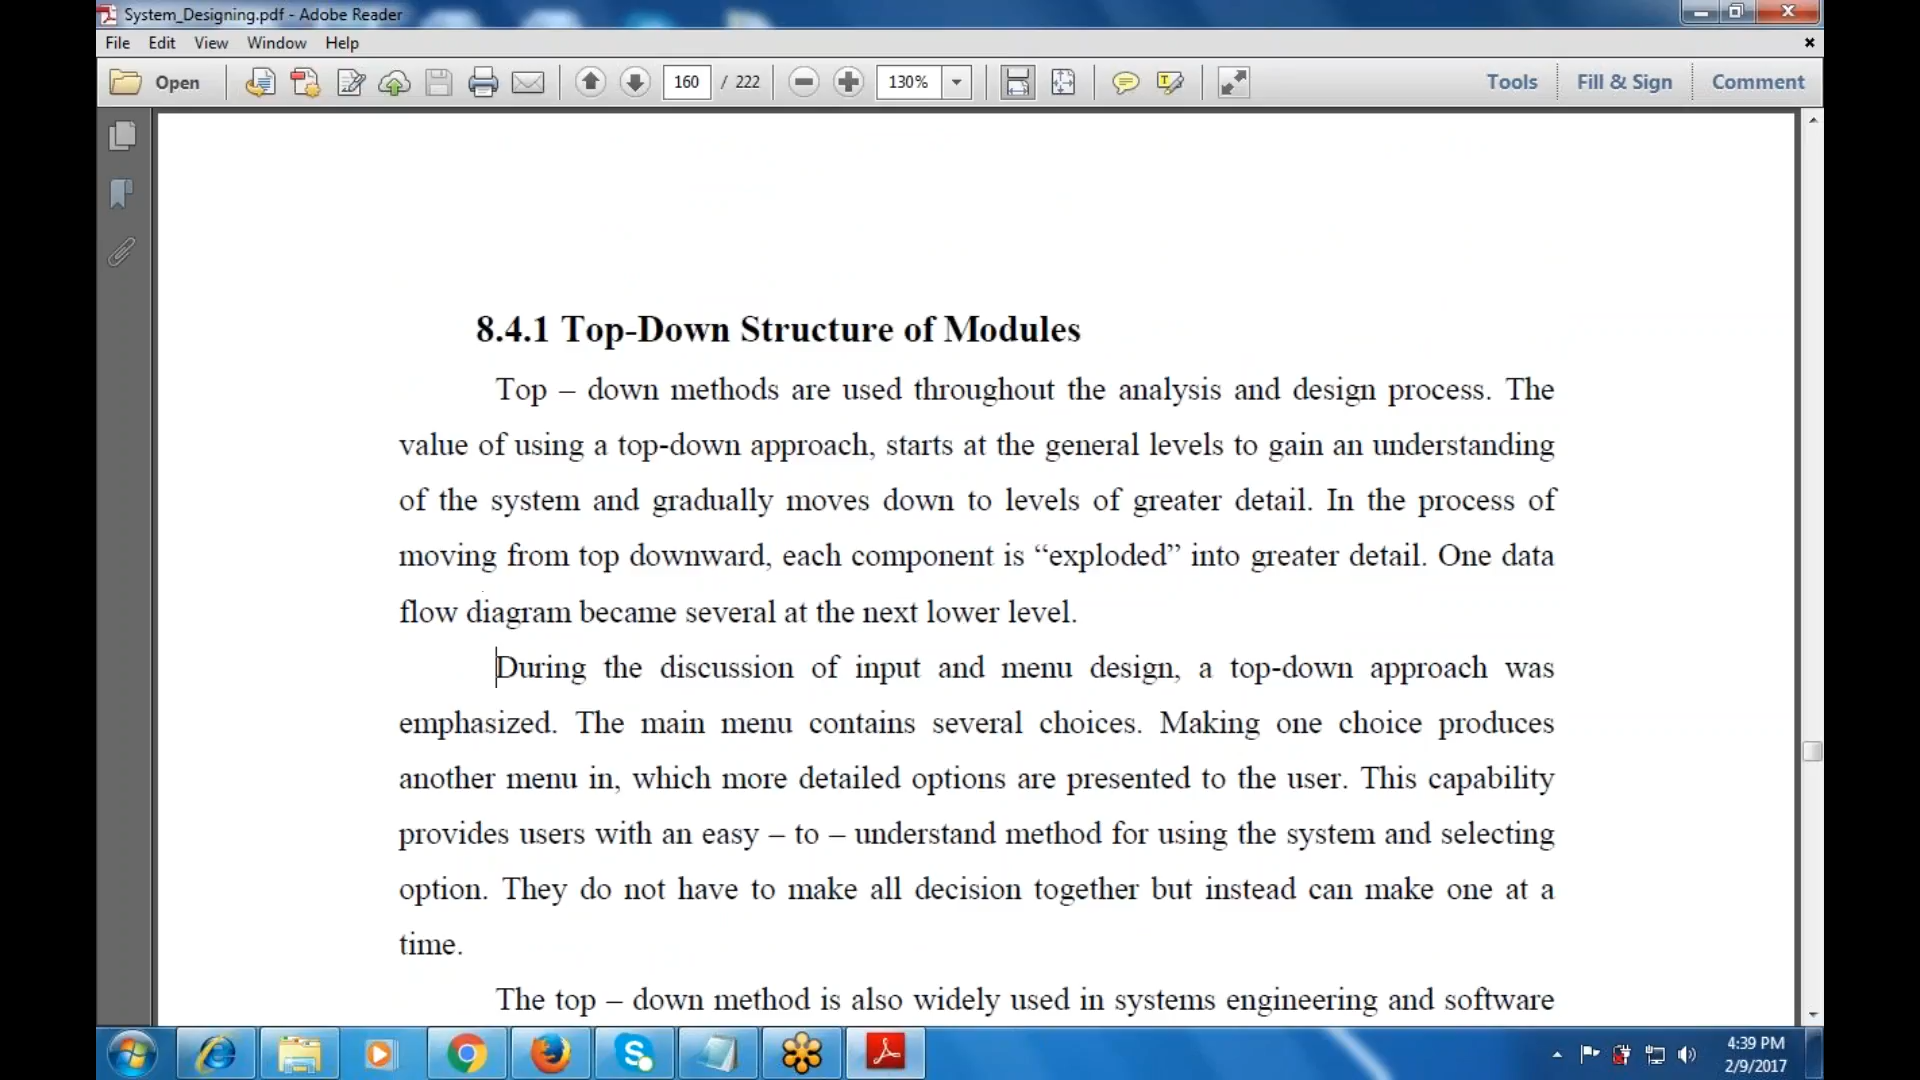 System_Designing.pdf - Adobe Reader
File Edit View Window Help
Open 160 / 222 130% Tools Fill & Sign Comment
8.4.1 Top-Down Structure of Modules
Top – down methods are used throughout the analysis and design process. The
value of using a top-down approach, starts at the general levels to gain an understanding
of the system and gradually moves down to levels of greater detail. In the process of
moving from top downward, each component is “exploded” into greater detail. One data
flow diagram became several at the next lower level.
During the discussion of input and menu design, a top-down approach was
emphasized. The main menu contains several choices. Making one choice produces
another menu in, which more detailed options are presented to the user. This capability
provides users with an easy – to – understand method for using the system and selecting
option. They do not have to make all decision together but instead can make one at a
time.
The top – down method is also widely used in systems engineering and software
4:39 PM
2/9/2017